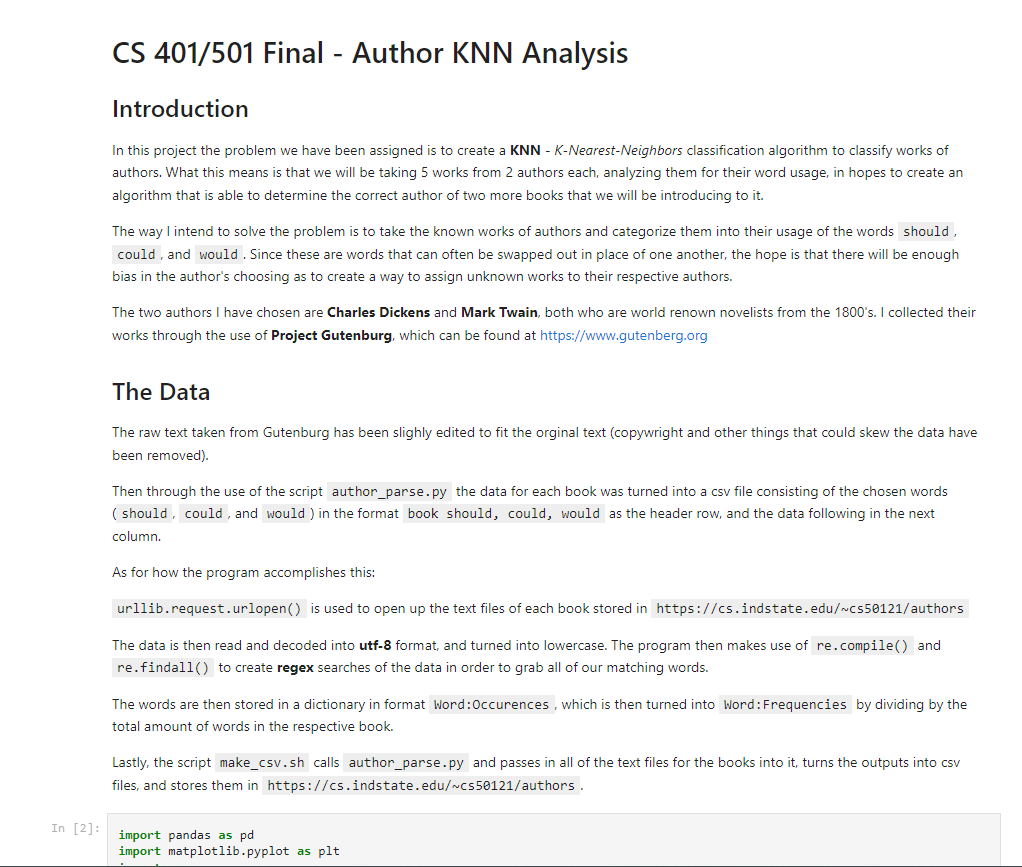 CS 401/501 Final - Author KNN Analysis
Introduction
In this project the problem we have been assigned is to create a KNN - K-Nearest-Neighbors classification algorithm to classify works of
authors. What this means is that we will be taking 5 works from 2 authors each, analyzing them for their word usage, in hopes to create an
algorithm that is able to determine the correct author of two more books that we will be introducing to it.
The way I intend to solve the problem is to take the known works of authors and categorize them into their usage of the words should ,
could , and would . Since these are words that can often be swapped out in place of one another, the hope is that there will be enough
bias in the author's choosing as to create a way to assign unknown works to their respective authors.
The two authors I have chosen are Charles Dickens and Mark Twain, both who are world renown novelists from the 1800's. I collected their
works through the use of Project Gutenburg, which can be found at https://www.gutenberg.org
The Data
The raw text taken from Gutenburg has been slighly edited to fit the orginal text (copywright and other things that could skew the data have
been removed).
Then through the use of the script author_parse.py the data for each book was turned into a csv file consisting of the chosen words
( should , could , and would ) in the format book should, could, would as the header row, and the data following in the next
column.
As for how the program accomplishes this:
urllib.request.urlopen() is used to open up the text files of each book stored in https://cs.indstate.edu/~cs50121/authors
The data is then read and decoded into utf-8 format, and turned into lowercase. The program then makes use of re.compile() and
re.findall() to create regex searches of the data in order to grab all of our matching words.
The words are then stored in a dictionary in format Word:Occurences , which is then turned into Word:Frequencies by dividing by the
total amount of words in the respective book.
Lastly, the script make_csv.sh calls author_parse.py and passes in all of the text files for the books into it, turns the outputs into csv
files, and stores them in https://cs.indstate.edu/~cs50121/authors .
In [2]:
import pandas as pd
import matplotlib.pyplot as plt